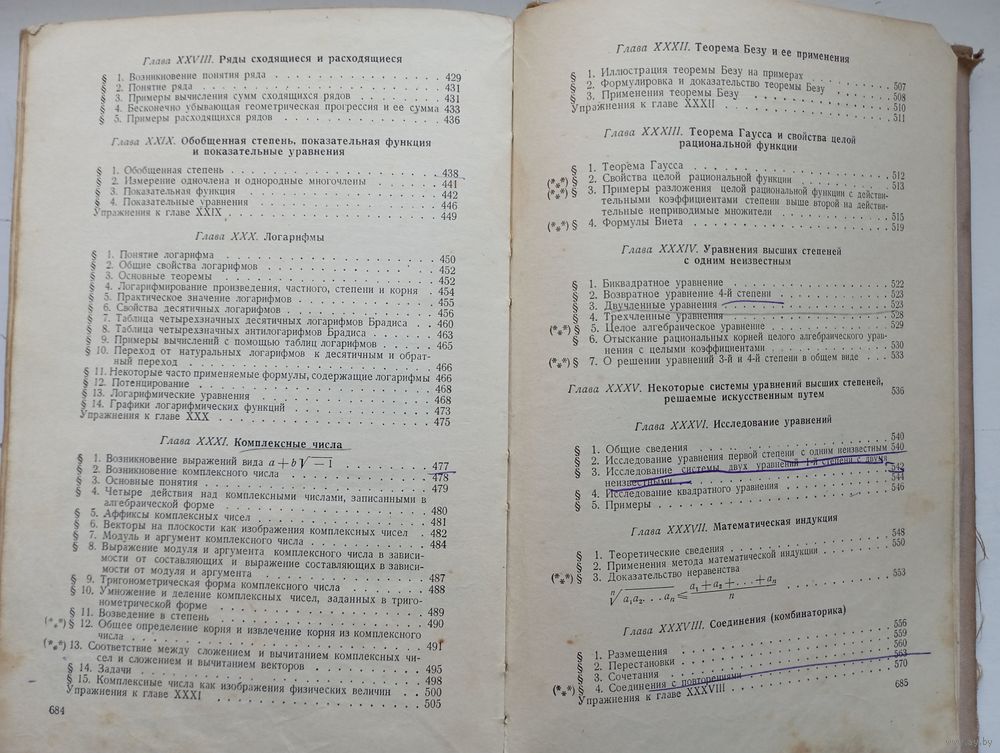 Глава XXVIII. Ряды сходящиеся и расходящиеся
§ 1. Возникновение понятия ряда . . . 429
§ 2. Понятие ряда . . . 431
§ 3. Примеры вычисления сумм сходящихся рядов . . . 431
§ 4. Бесконечно убывающая геометрическая прогрессия и ее сумма 433
§ 5. Примеры расходящихся рядов . . . 436
Глава XXIX. Обобщенная степень, показательная функция
и показательные уравнения
§ 1. Обобщенная степень . . . 438
§ 2. Измерение одночлены и однородные многочлены . . . 441
§ 3. Показательная функция . . . 442
§ 4. Показательные уравнения . . . 446
Упражнения к главе XXIX . . . 449
Глава XXX. Логарифмы
§ 1. Понятие логарифма . . . 450
§ 2. Общие свойства логарифмов . . . 452
§ 3. Основные теоремы . . . 452
§ 4. Логарифмирование произведения, частного, степени и корня . 454
§ 5. Практическое значение логарифмов . . . 455
§ 6. Свойства десятичных логарифмов . . . 456
§ 7. Таблица четырехзначных десятичных логарифмов Брадиса . . 460
§ 8. Таблица четырехзначных антилогарифмов Брадиса . . . 463
§ 9. Примеры вычислений с помощью таблиц логарифмов . . . 465
§ 10. Переход от натуральных логарифмов к десятичным и обрат-
ный переход . . . 466
§ 11. Некоторые часто применяемые формулы, содержащие логарифмы 466
§ 12. Потенцирование . . . 468
§ 13. Логарифмические уравнения . . . 468
§ 14. Графики логарифмических функций . . . 473
Упражнения к главе XXX . . . 475
Глава XXXI. Комплексные числа
§ 1. Возникновение выражений вида a + b√−1 . . . 477
§ 2. Возникновение комплексного числа . . . 478
§ 3. Основные понятия . . . 479
§ 4. Четыре действия над комплексными числами, записанными в
алгебраической форме . . . 480
§ 5. Аффиксы комплексных чисел . . . 481
§ 6. Векторы на плоскости как изображения комплексных чисел . 482
§ 7. Модуль и аргумент комплексного числа . . . 484
§ 8. Выражение модуля и аргумента комплексного числа в зависи-
мости от составляющих и выражение составляющих в зависи-
мости от модуля и аргумента . . . 487
§ 9. Тригонометрическая форма комплексного числа . . . 488
§ 10. Умножение и деление комплексных чисел, заданных в триго-
нометрической форме . . . 489
§ 11. Возведение в степень . . . 490
(***) § 12. Общее определение корня и извлечение корня из комплексного
числа . . . 491
(***) 13. Соответствие между сложением и вычитанием комплексных чи-
сел и сложением и вычитанием векторов . . . 495
§ 14. Задачи . . . 498
§ 15. Комплексные числа как изображения физических величин . . 500
Упражнения к главе XXXI . . . 505
684
Глава XXXII. Теорема Безу и ее применения
§ 1. Иллюстрация теоремы Безу на примерах . . . 507
§ 2. Формулировка и доказательство теоремы Безу . . . 508
§ 3. Применения теоремы Безу . . . 510
Упражнения к главе XXXII . . . 511
Глава XXXIII. Теорема Гаусса и свойства целой
рациональной функции
§ 1. Теорема Гаусса . . . 512
(***) § 2. Свойства целой рациональной функции . . . 513
(***) § 3. Примеры разложения целой рациональной функции с действи-
тельными коэффициентами степени выше второй на действи-
тельные неприводимые множители . . . 515
(***) § 4. Формулы Виета . . . 519
Глава XXXIV. Уравнения высших степеней
с одним неизвестным
§ 1. Биквадратное уравнение . . . 522
§ 2. Возвратное уравнение 4-й степени . . . 523
§ 3. Двучленные уравнения . . . 523
§ 4. Трехчленные уравнения . . . 528
(***) § 5. Целое алгебраическое уравнение . . . 529
§ 6. Отыскание рациональных корней целого алгебраического урав-
нения с целыми коэффициентами . . . 530
(***) § 7. О решении уравнений 3-й и 4-й степени в общем виде . . . 533
Глава XXXV. Некоторые системы уравнений высших степеней,
решаемые искусственным путем 536
Глава XXXVI. Исследование уравнений
§ 1. Общие сведения . . . 540
§ 2. Исследование уравнения первой степени с одним неизвестным 540
§ 3. Исследование системы двух уравнений 1-й степени с двумя
неизвестными . . . 542
§ 4. Исследование квадратного уравнения . . . 544
§ 5. Примеры . . . 546
Глава XXXVII. Математическая индукция
§ 1. Теоретические сведения . . . 548
§ 2. Применения метода математической индукции . . . 550
(***) § 3. Доказательство неравенства
ⁿ√a₁a₂...aₙ ≤ (a₁+a₂+...+aₙ)/n . . . 553
Глава XXXVIII. Соединения (комбинаторика)
§ 1. Размещения . . . 556
§ 2. Перестановки . . . 559
§ 3. Сочетания . . . 560
(***) § 4. Соединения с повторениями . . . 563
Упражнения к главе XXXVIII . . . 570
685